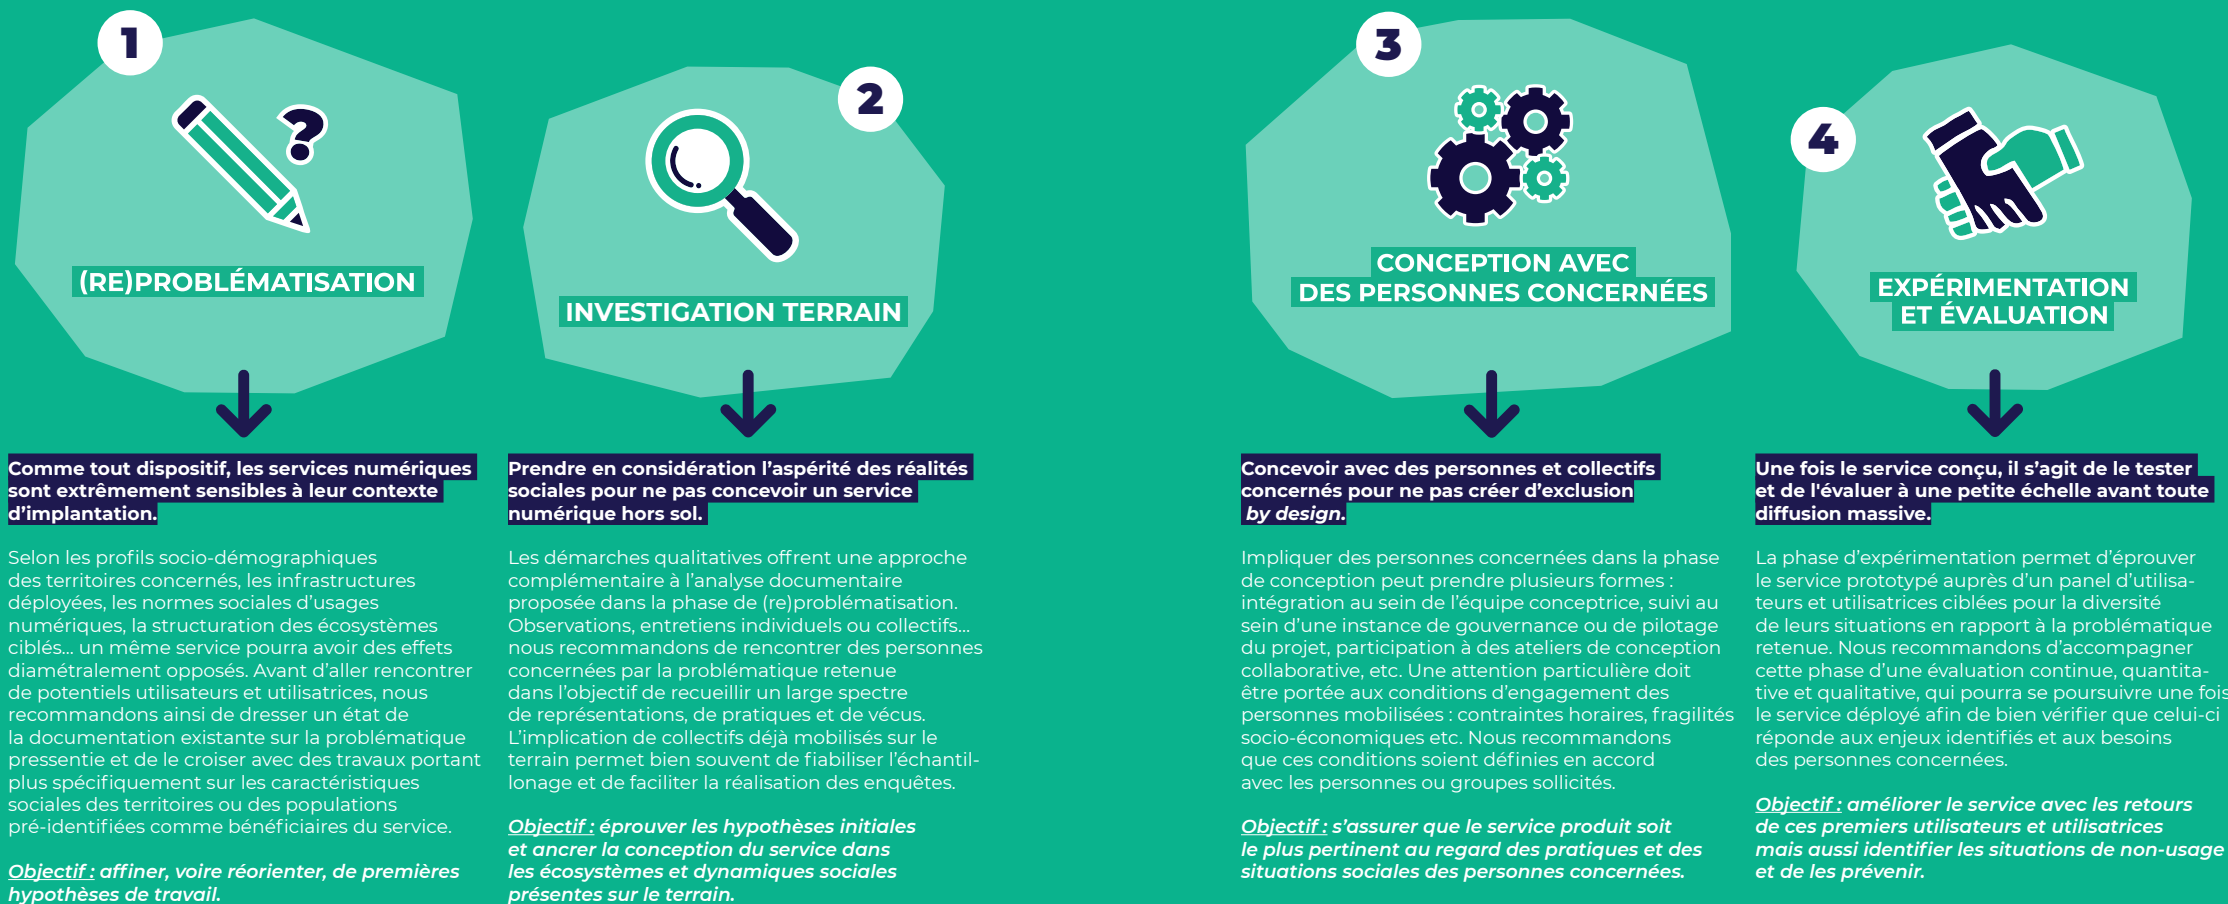 1
(RE)PROBLÉMATISATION
Comme tout dispositif, les services numériques
sont extrêmement sensibles à leur contexte
d’implantation.
Selon les profils socio-démographiques
des territoires concernés, les infrastructures
déployées, les normes sociales d’usages
numériques, la structuration des écosystèmes
ciblés… un même service pourra avoir des effets
diamétralement opposés. Avant d’aller rencontrer
de potentiels utilisateurs et utilisatrices, nous
recommandons ainsi de dresser un état de
la documentation existante sur la problématique
pressentie et de le croiser avec des travaux portant
plus spécifiquement sur les caractéristiques
sociales des territoires ou des populations
pré-identifiées comme bénéficiaires du service.
Objectif : affiner, voire réorienter, de premières
hypothèses de travail.
2
INVESTIGATION TERRAIN
Prendre en considération l’aspérité des réalités
sociales pour ne pas concevoir un service
numérique hors sol.
Les démarches qualitatives offrent une approche
complémentaire à l’analyse documentaire
proposée dans la phase de (re)problématisation.
Observations, entretiens individuels ou collectifs…
nous recommandons de rencontrer des personnes
concernées par la problématique retenue
dans l’objectif de recueillir un large spectre
de représentations, de pratiques et de vécus.
L’implication de collectifs déjà mobilisés sur le
terrain permet bien souvent de fiabiliser l’échantil-
lonage et de faciliter la réalisation des enquêtes.
Objectif : éprouver les hypothèses initiales
et ancrer la conception du service dans
les écosystèmes et dynamiques sociales
présentes sur le terrain.
3
CONCEPTION AVEC
DES PERSONNES CONCERNÉES
Concevoir avec des personnes et collectifs
concernés pour ne pas créer d’exclusion
by design.
Impliquer des personnes concernées dans la phase
de conception peut prendre plusieurs formes :
intégration au sein de l’équipe conceptrice, suivi au
sein d’une instance de gouvernance ou de pilotage
du projet, participation à des ateliers de conception
collaborative, etc. Une attention particulière doit
être portée aux conditions d’engagement des
personnes mobilisées : contraintes horaires, fragilités
socio-économiques etc. Nous recommandons
que ces conditions soient définies en accord
avec les personnes ou groupes sollicités.
Objectif : s’assurer que le service produit soit
le plus pertinent au regard des pratiques et des
situations sociales des personnes concernées.
4
EXPÉRIMENTATION
ET ÉVALUATION
Une fois le service conçu, il s’agit de le tester
et de l'évaluer à une petite échelle avant toute
diffusion massive.
La phase d’expérimentation permet d’éprouver
le service prototypé auprès d’un panel d’utilisa-
teurs et utilisatrices ciblées pour la diversité
de leurs situations en rapport à la problématique
retenue. Nous recommandons d’accompagner
cette phase d’une évaluation continue, quantita-
tive et qualitative, qui pourra se poursuivre une fois
le service déployé afin de bien vérifier que celui-ci
réponde aux enjeux identifiés et aux besoins
des personnes concernées.
Objectif : améliorer le service avec les retours
de ces premiers utilisateurs et utilisatrices
mais aussi identifier les situations de non-usage
et de les prévenir.